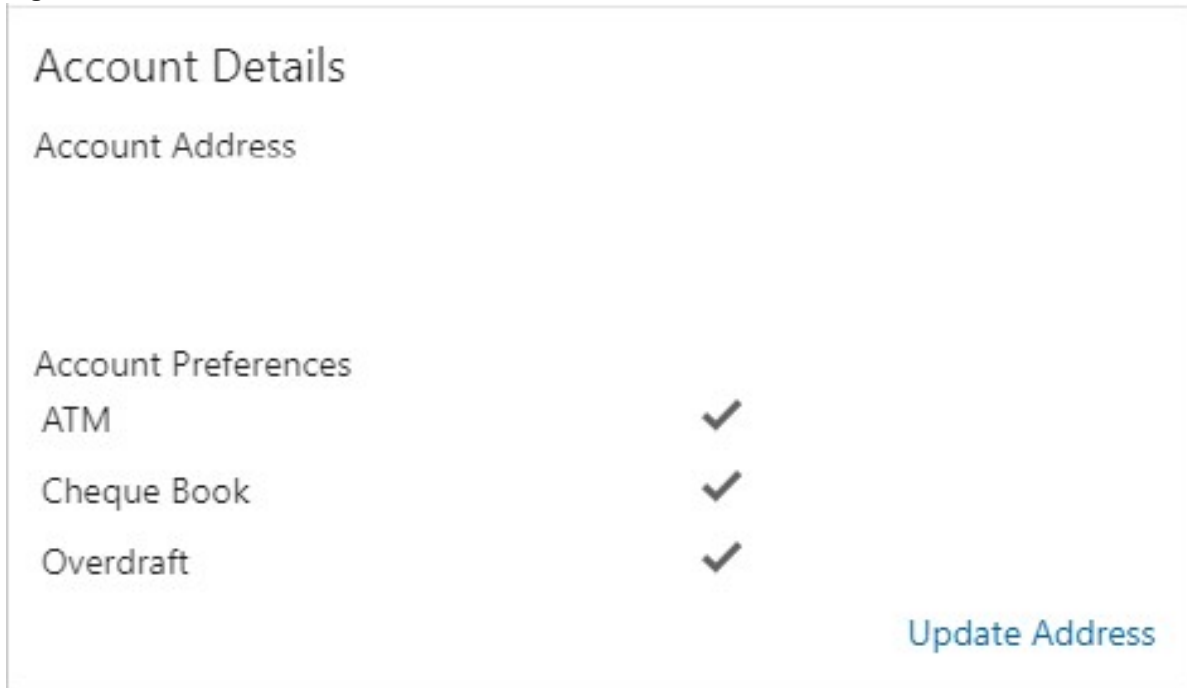 Account Details
Account Address
Account Preferences
ATM
Cheque Book
Overdraft
Update Address